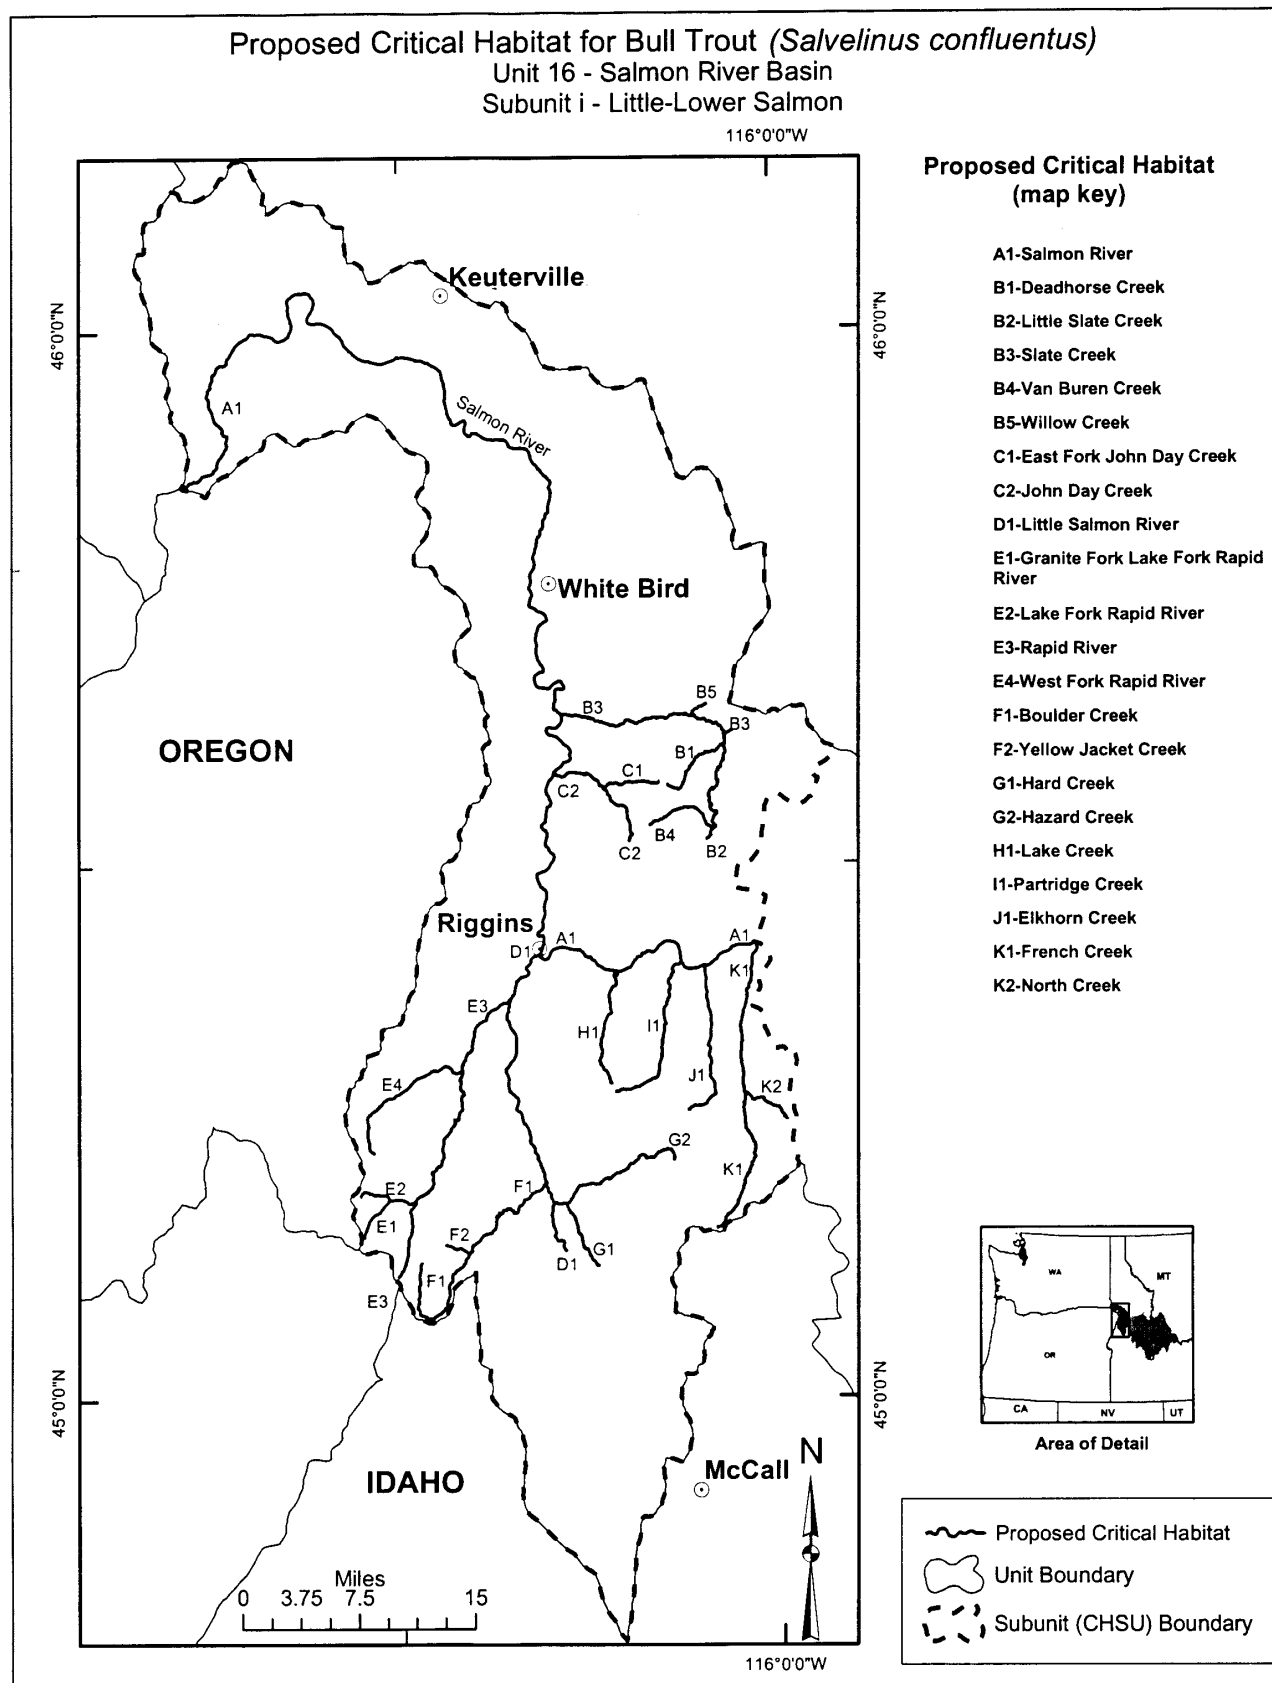 Proposed Critical Habitat for Bull Trout (Salvelinus confluentus)
Unit 16 - Salmon River Basin
Subunit i - Little-Lower Salmon
116°0'0"W
Proposed Critical Habitat
(map key)
A1-Salmon River
B1-Deadhorse Creek
B2-Little Slate Creek
B3-Slate Creek
B4-Van Buren Creek
B5-Willow Creek
C1-East Fork John Day Creek
C2-John Day Creek
D1-Little Salmon River
E1-Granite Fork Lake Fork Rapid
River
E2-Lake Fork Rapid River
E3-Rapid River
E4-West Fork Rapid River
F1-Boulder Creek
F2-Yellow Jacket Creek
G1-Hard Creek
G2-Hazard Creek
H1-Lake Creek
I1-Partridge Creek
J1-Elkhorn Creek
K1-French Creek
K2-North Creek
Keuterville
46°0'0"N
46°0'0"N
A1
Salmon River
White Bird
B5
B3
B3
OREGON
B1
C1
C2
B4
C2
B2
Riggins
D1
A1
A1
K1
E3
H1
I1
J1
E4
K2
G2
K1
E2
F1
E1
F2
G1
D1
F1
E3
45°0'0"N
45°0'0"N
IDAHO
McCall
N
Miles
0 3.75 7.5 15
116°0'0"W
WA
MT
OR
CA
NV
UT
Area of Detail
Proposed Critical Habitat
Unit Boundary
Subunit (CHSU) Boundary